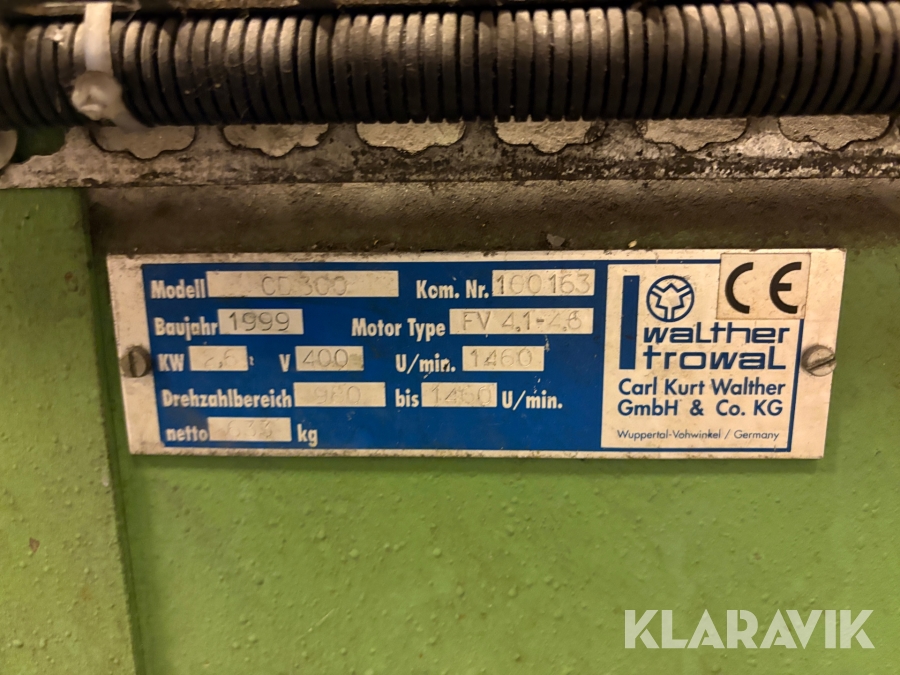 Modell CD 300 Kom. Nr. 100163
Baujahr 1999 Motor Type FV 4,1-4,6
KW V 400 U/min. 1460
Drehzahlbereich bis 1460 U/min.
netto kg
CE
walther
trowal
Carl Kurt Walther
GmbH & Co. KG
Wuppertal-Vohwinkel / Germany
KLARAVIK